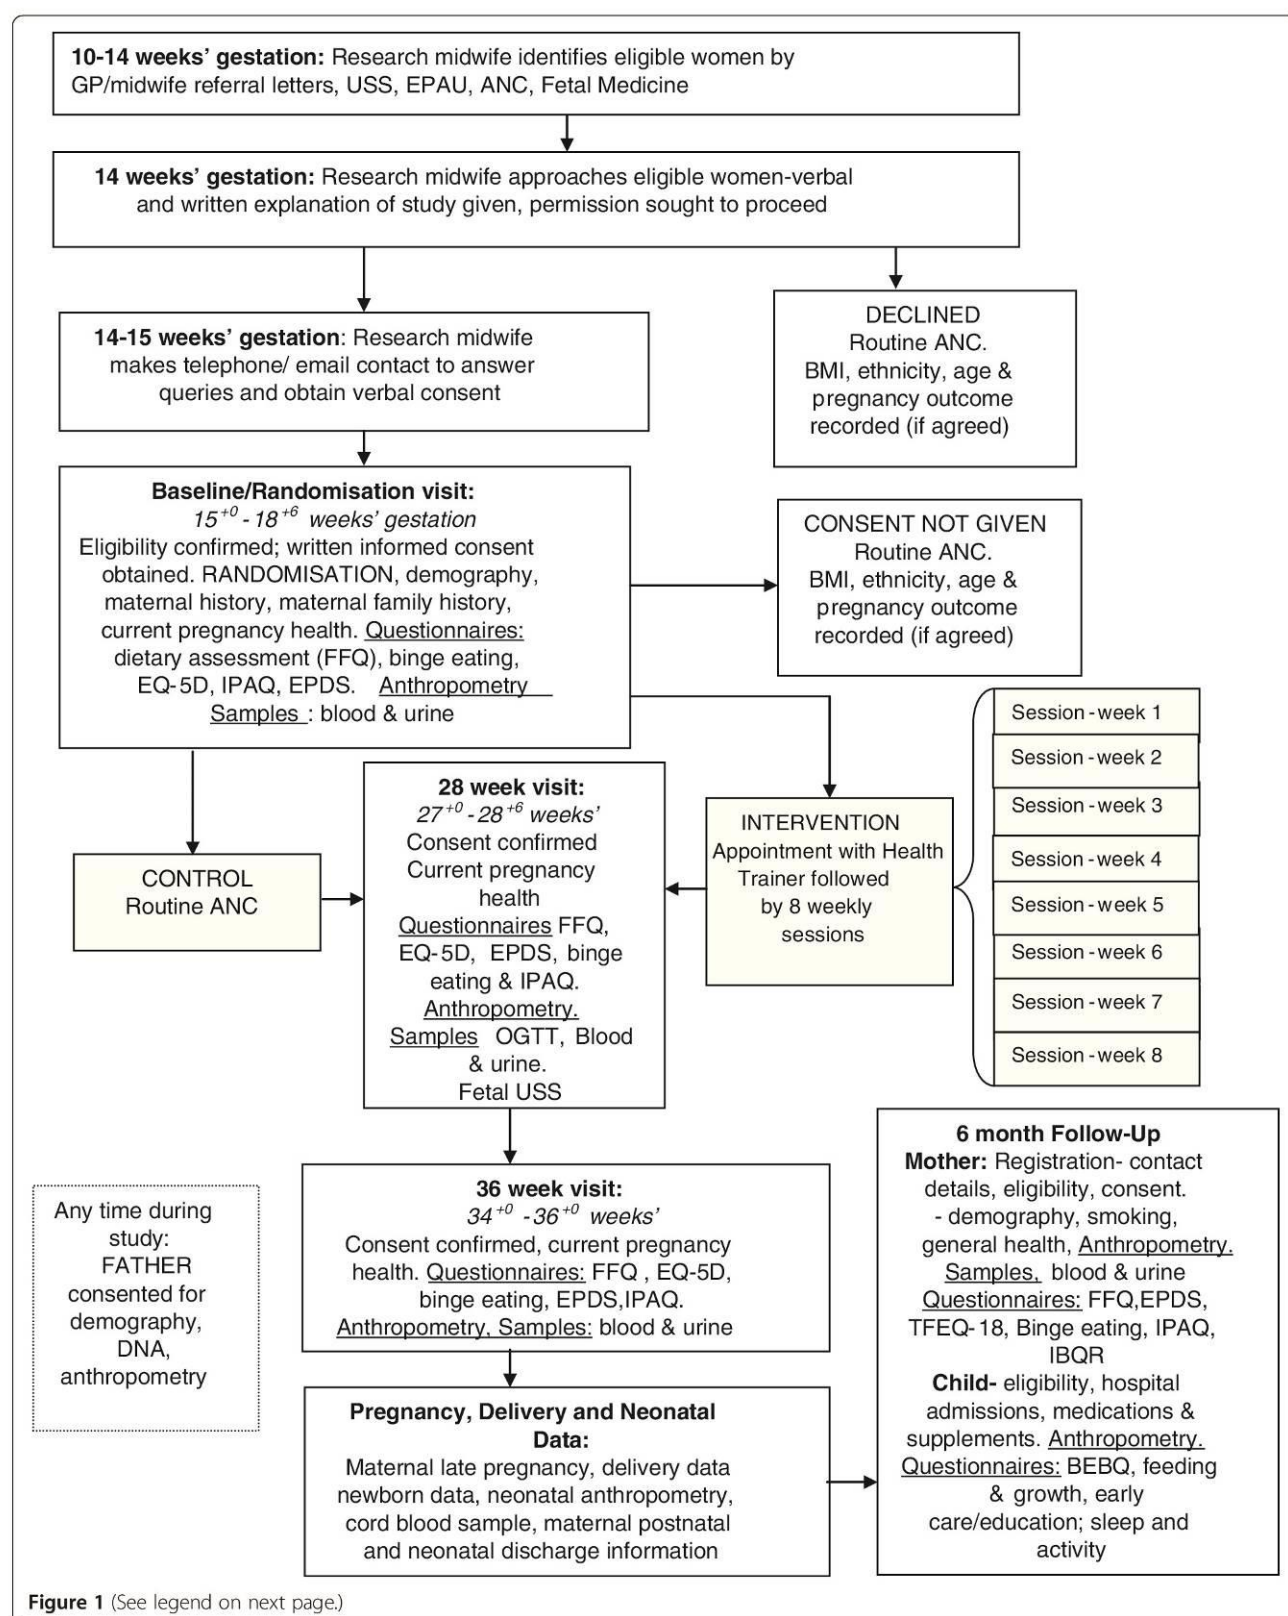 10-14 weeks' gestation: Research midwife identifies eligible women by
GP/midwife referral letters, USS, EPAU, ANC, Fetal Medicine
14 weeks' gestation: Research midwife approaches eligible women-verbal
and written explanation of study given, permission sought to proceed
DECLINED
Routine ANC.
BMI, ethnicity, age &
pregnancy outcome
recorded (if agreed)
14-15 weeks' gestation: Research midwife
makes telephone/ email contact to answer
queries and obtain verbal consent
Baseline/Randomisation visit:
15+0 - 18+6 weeks' gestation
Eligibility confirmed; written informed consent
obtained. RANDOMISATION, demography,
maternal history, maternal family history,
current pregnancy health. Questionnaires:
dietary assessment (FFQ), binge eating,
EQ-5D, IPAQ, EPDS. Anthropometry
Samples : blood & urine
CONSENT NOT GIVEN
Routine ANC.
BMI, ethnicity, age &
pregnancy outcome
recorded (if agreed)
CONTROL
Routine ANC
28 week visit:
27+0 - 28+6 weeks'
Consent confirmed
Current pregnancy
health
Questionnaires FFQ,
EQ-5D, EPDS, binge
eating & IPAQ.
Anthropometry.
Samples OGTT, Blood
& urine.
Fetal USS
INTERVENTION
Appointment with Health
Trainer followed
by 8 weekly
sessions
Session - week 1
Session - week 2
Session - week 3
Session - week 4
Session - week 5
Session - week 6
Session - week 7
Session - week 8
Any time during
study:
FATHER
consented for
demography,
DNA,
anthropometry
36 week visit:
34+0 -36+0 weeks'
Consent confirmed, current pregnancy
health. Questionnaires: FFQ , EQ-5D,
binge eating, EPDS,IPAQ.
Anthropometry, Samples: blood & urine
Pregnancy, Delivery and Neonatal
Data:
Maternal late pregnancy, delivery data
newborn data, neonatal anthropometry,
cord blood sample, maternal postnatal
and neonatal discharge information
6 month Follow-Up
Mother: Registration- contact
details, eligibility, consent.
- demography, smoking,
general health, Anthropometry.
Samples, blood & urine
Questionnaires: FFQ,EPDS,
TFEQ-18, Binge eating, IPAQ,
IBQR
Child- eligibility, hospital
admissions, medications &
supplements. Anthropometry.
Questionnaires: BEBQ, feeding
& growth, early
care/education; sleep and
activity
Figure 1 (See legend on next page.)